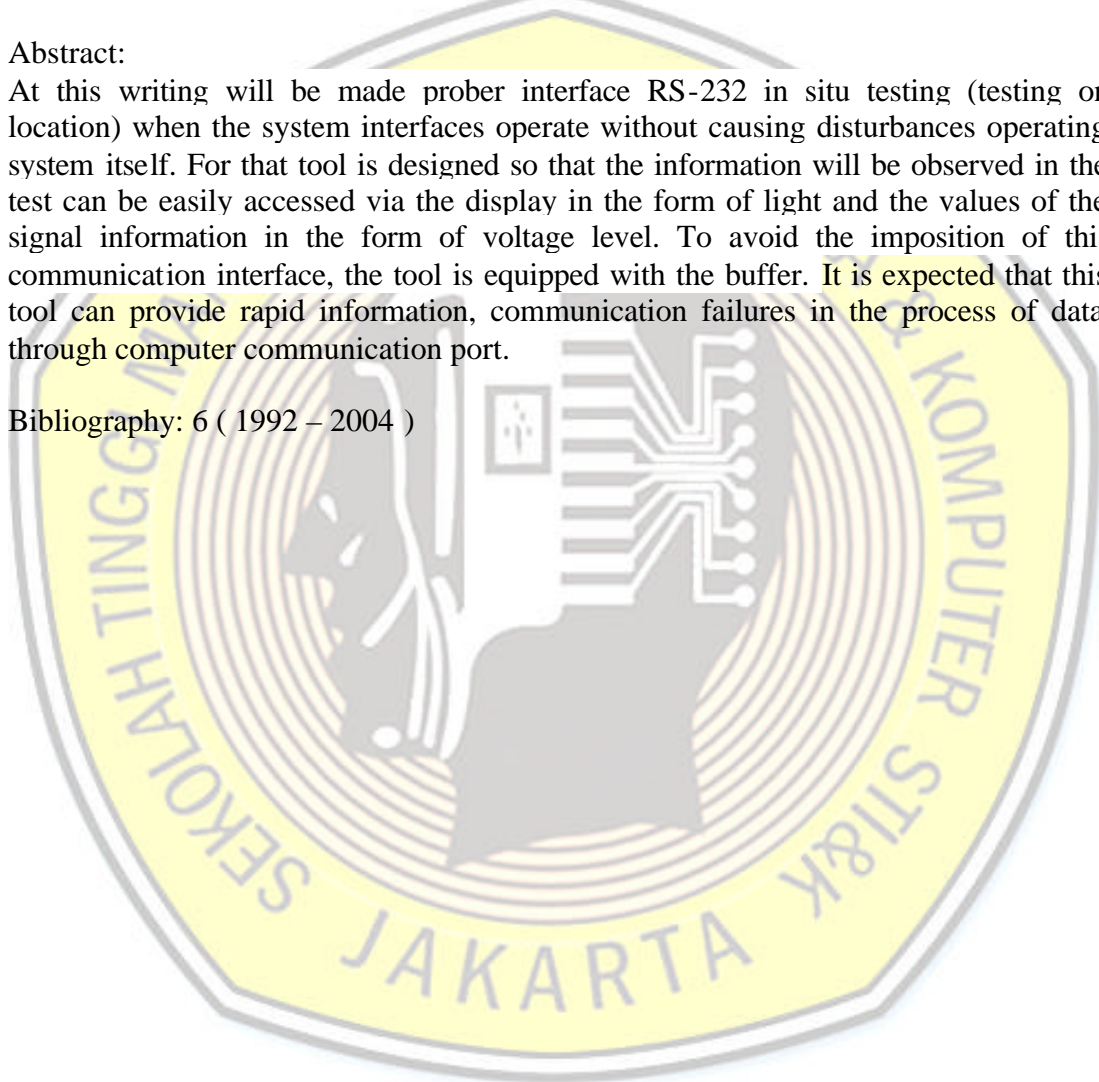 Abstract:
At this writing will be made prober interface RS-232 in situ testing (testing or
location) when the system interfaces operate without causing disturbances operating
system itself. For that tool is designed so that the information will be observed in the
test can be easily accessed via the display in the form of light and the values of the
signal information in the form of voltage level. To avoid the imposition of thi
communication interface, the tool is equipped with the buffer. It is expected that this
tool can provide rapid information, communication failures in the process of data
through computer communication port.
Bibliography: 6 ( 1992 – 2004 )
SEKOLAH TINGGI MA
& KOMPUTER STI&K
JAKARTA